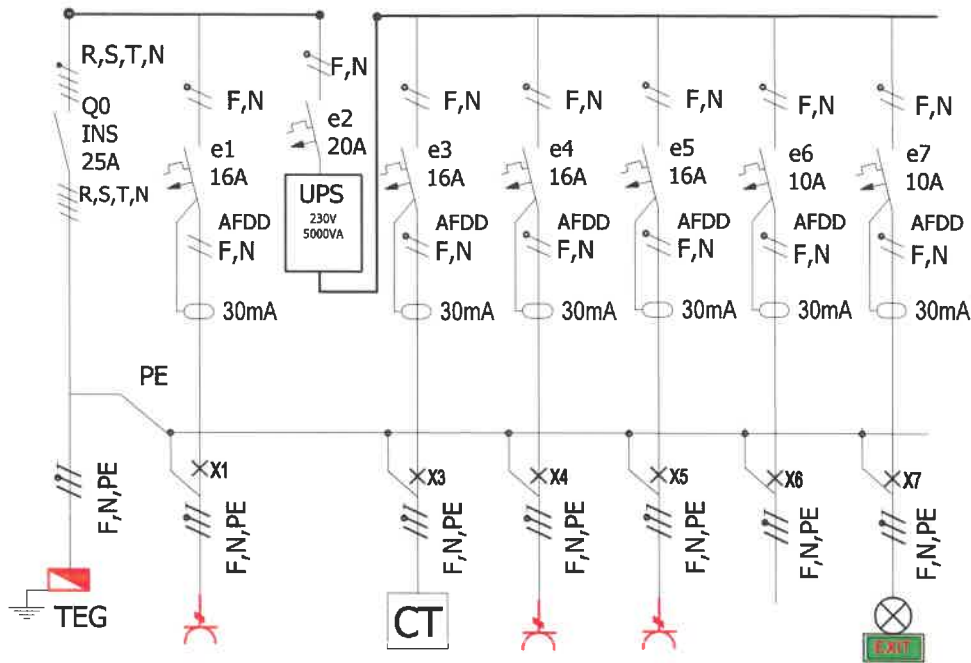 R,S,T,N
Q0
INS
25A
R,S,T,N
F,N
e1
16A
AFDD
F,N
30mA
F,N
e2
20A
UPS
230V
5000VA
F,N
e3
16A
AFDD
F,N
30mA
F,N
e4
16A
AFDD
F,N
30mA
F,N
e5
16A
AFDD
F,N
30mA
F,N
e6
10A
AFDD
F,N
30mA
F,N
e7
10A
AFDD
F,N
30mA
PE
F,N,PE
TEG
X1
F,N,PE
X3
F,N,PE
CT
X4
F,N,PE
X5
F,N,PE
X6
F,N,PE
X7
F,N,PE
EXIT